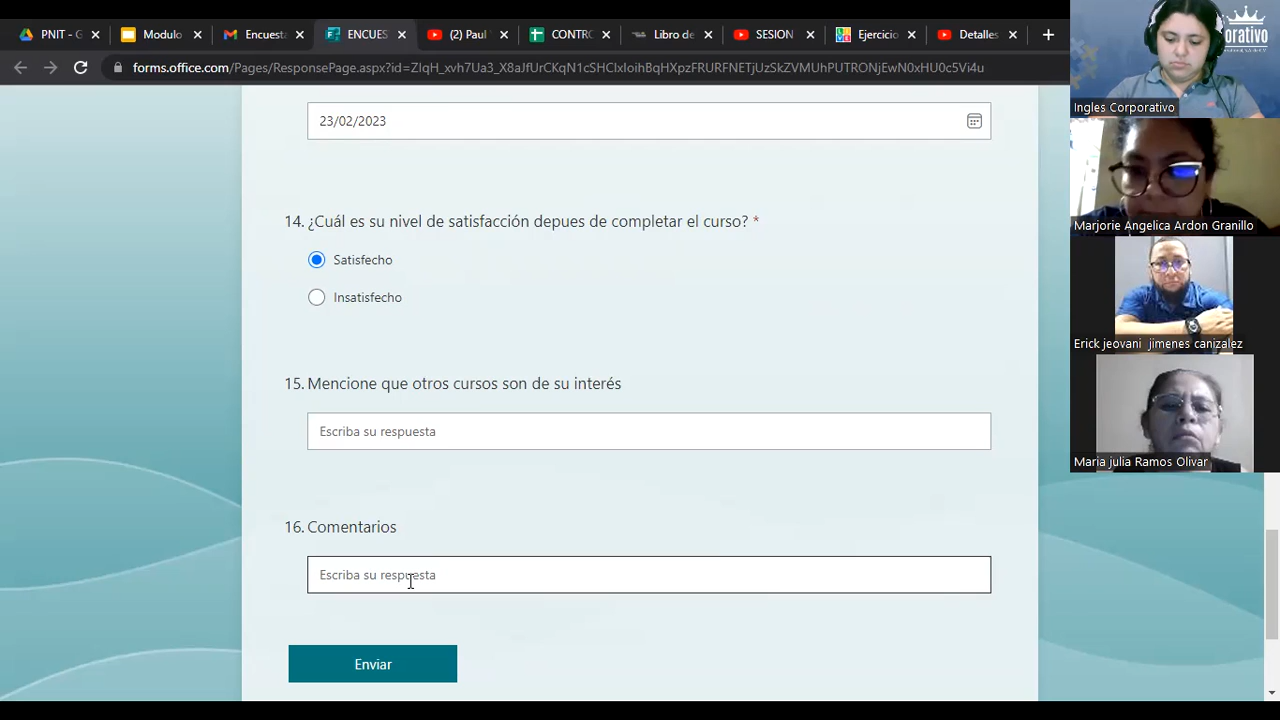 PNIT - G
Modulo
Encuest
ENCUES
(2) Paul
CONTRC
Libro de
SESION
Ejercicio
Detalles
forms.office.com/Pages/ResponsePage.aspx?id=ZIqH_xvh7Ua3_X8aJfUrCKqN1cSHClxIoihBqHXpzFRURFNETjUzSkZVMUhPUTRONjEwN0xHU0c5Vi4u
orativo
Ingles Corporativo
23/02/2023
Marjorie Angelica Ardon Granillo
14. ¿Cuál es su nivel de satisfacción depues de completar el curso? *
Satisfecho
Insatisfecho
Erick jeovani jimenes canizalez
15. Mencione que otros cursos son de su interés
Escriba su respuesta
Maria julia Ramos Olivar
16. Comentarios
Escriba su respuesta
Enviar